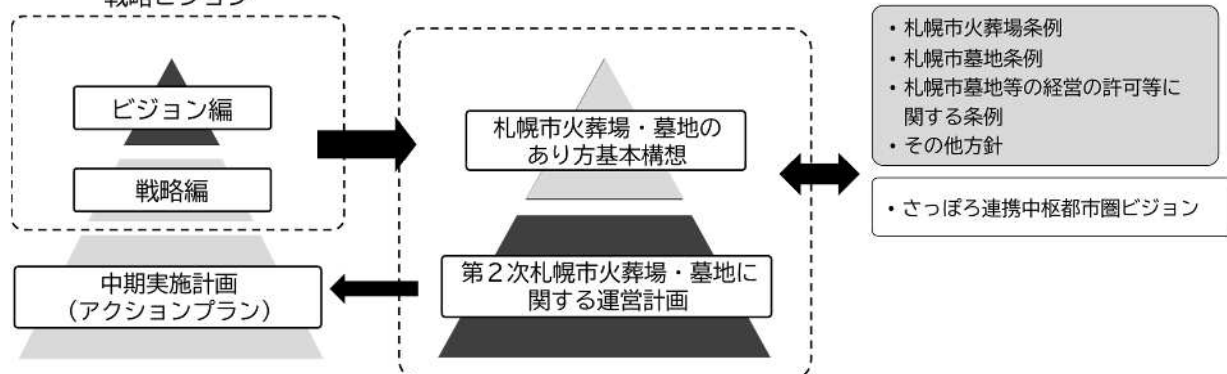 戦略ビジョン
ビジョン編
戦略編
中期実施計画
（アクションプラン）
札幌市火葬場・墓地の
あり方基本構想
第２次札幌市火葬場・墓地に
関する運営計画
・札幌市火葬場条例
・札幌市墓地条例
・札幌市墓地等の経営の許可等に
関する条例
・その他方針
・さっぽろ連携中枢都市圏ビジョン